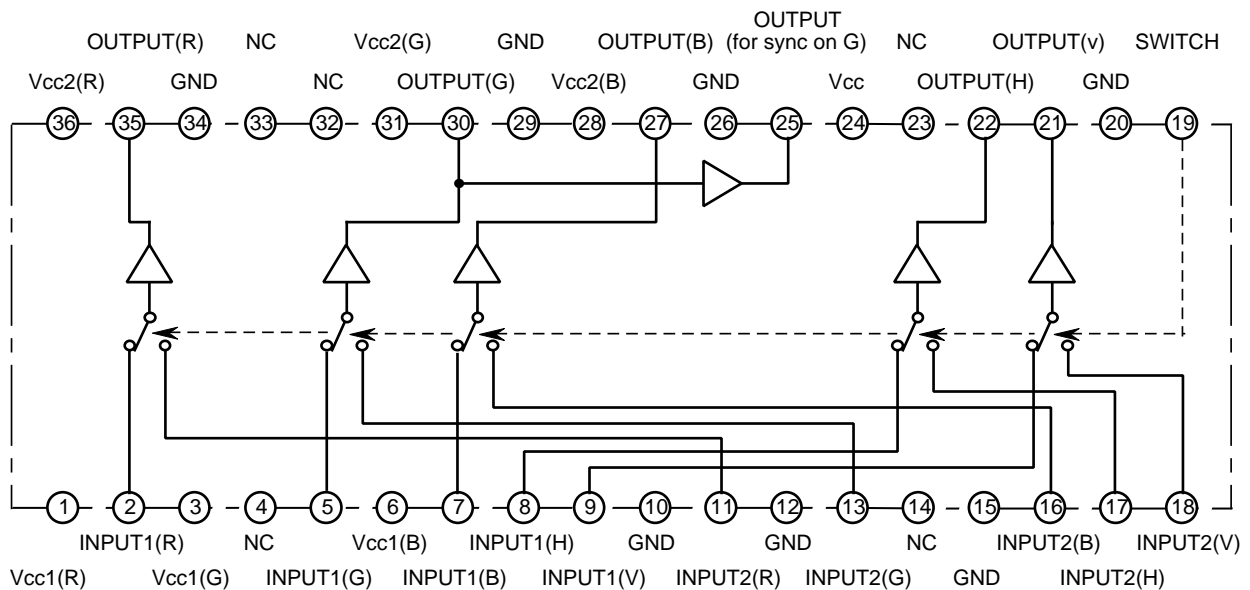 OUTPUT
OUTPUT(R) NC Vcc2(G) GND OUTPUT(B) (for sync on G) NC OUTPUT(v) SWITCH
Vcc2(R) GND NC OUTPUT(G) Vcc2(B) GND Vcc OUTPUT(H) GND
36 35 34 33 32 31 30 29 28 27 26 25 24 23 22 21 20 19
1 2 3 4 5 6 7 8 9 10 11 12 13 14 15 16 17 18
INPUT1(R) NC Vcc1(B) INPUT1(H) GND GND NC INPUT2(B) INPUT2(V)
Vcc1(R) Vcc1(G) INPUT1(G) INPUT1(B) INPUT1(V) INPUT2(R) INPUT2(G) GND INPUT2(H)